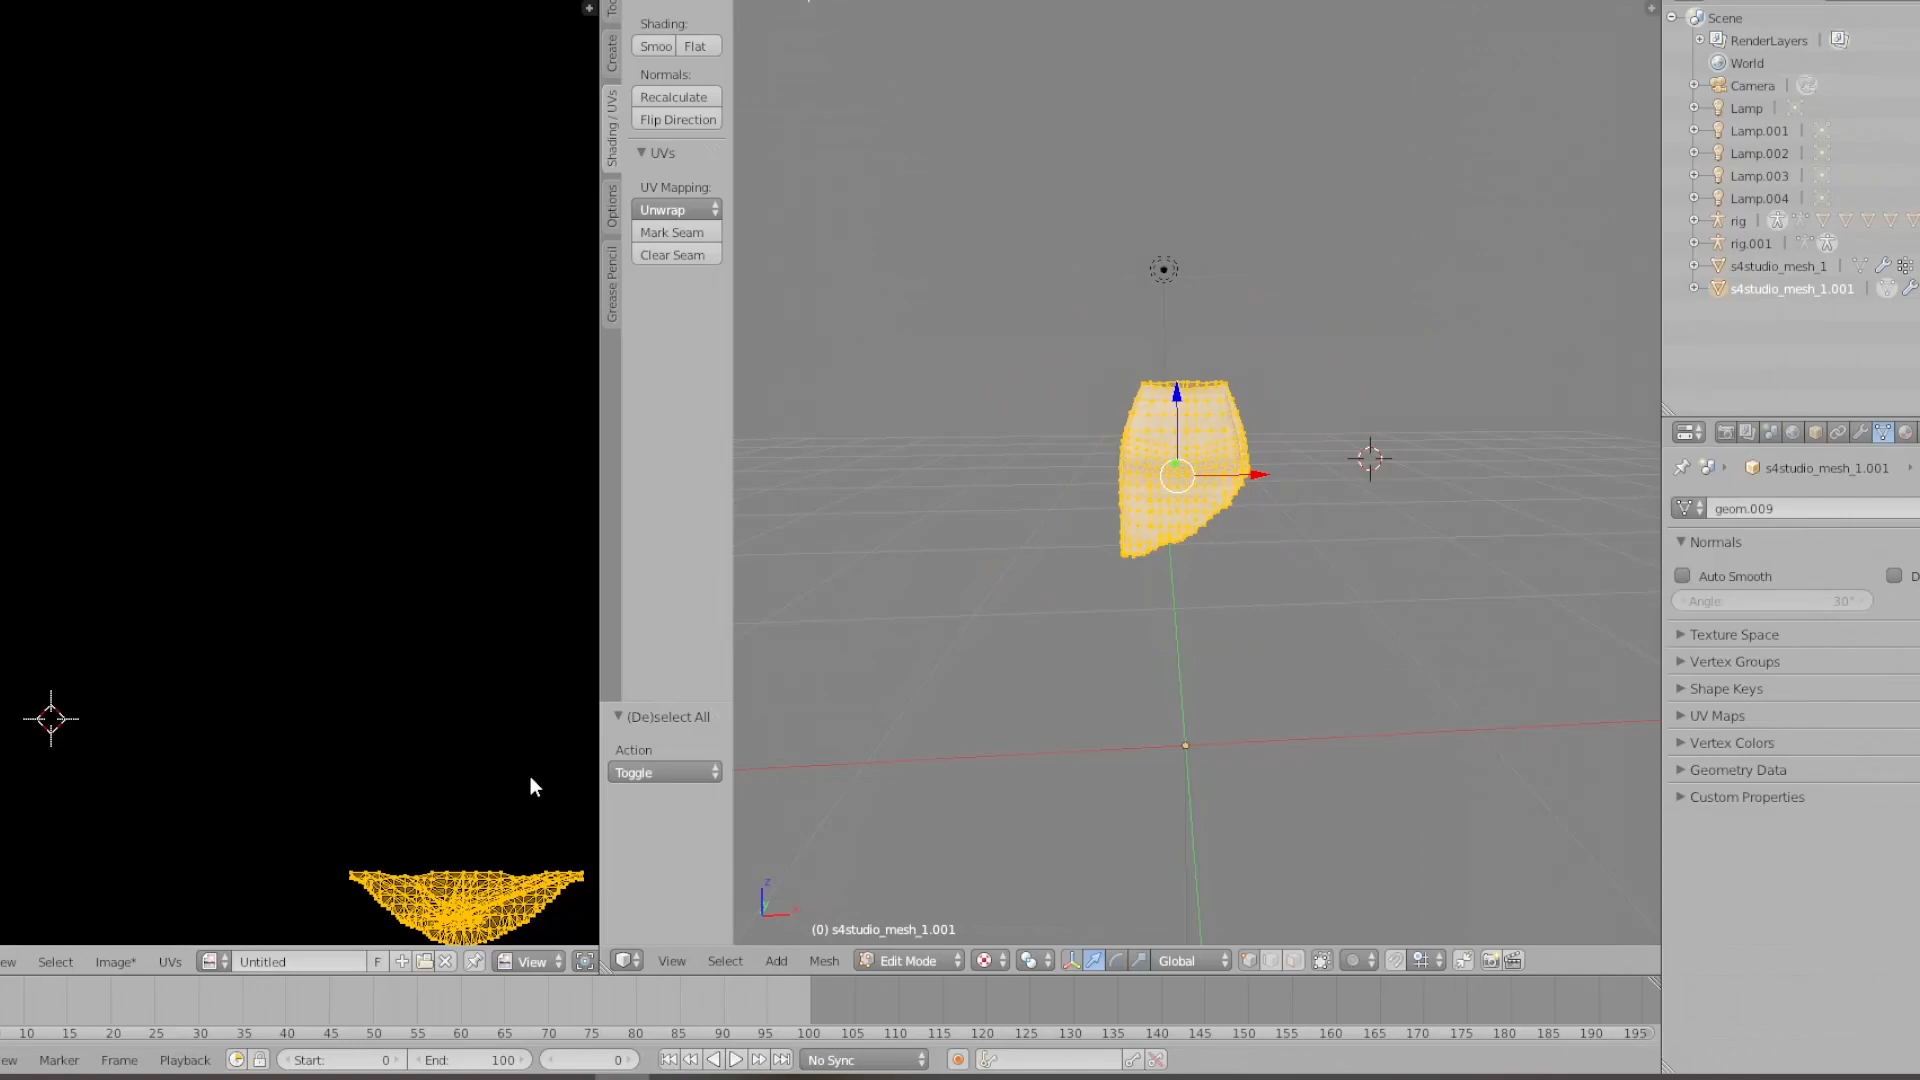 Too
Create
Shading / UVs
Options
Grease Pencil
Shading:
Smoo Flat
Normals:
Recalculate
Flip Direction
UVs
UV Mapping:
Unwrap
Mark Seam
Clear Seam
(De)select All
Action
Toggle
z
(0) s4studio_mesh_1.001
Scene
RenderLayers
World
Camera
Lamp
Lamp.001
Lamp.002
Lamp.003
Lamp.004
rig
rig.001
s4studio_mesh_1
s4studio_mesh_1.001
s4studio_mesh_1.001
geom.009
Normals
Auto Smooth D
Angle: 30°
Texture Space
Vertex Groups
Shape Keys
UV Maps
Vertex Colors
Geometry Data
Custom Properties
ew Select Image* UVs Untitled F View
View Select Add Mesh Edit Mode Global
10 15 20 25 30 35 40 45 50 55 60 65 70 75 80 85 90 95 100 105 110 115 120 125 130 135 140 145 150 155 160 165 170 175 180 185 190 195
ew Marker Frame Playback Start: 0 End: 100 0 No Sync